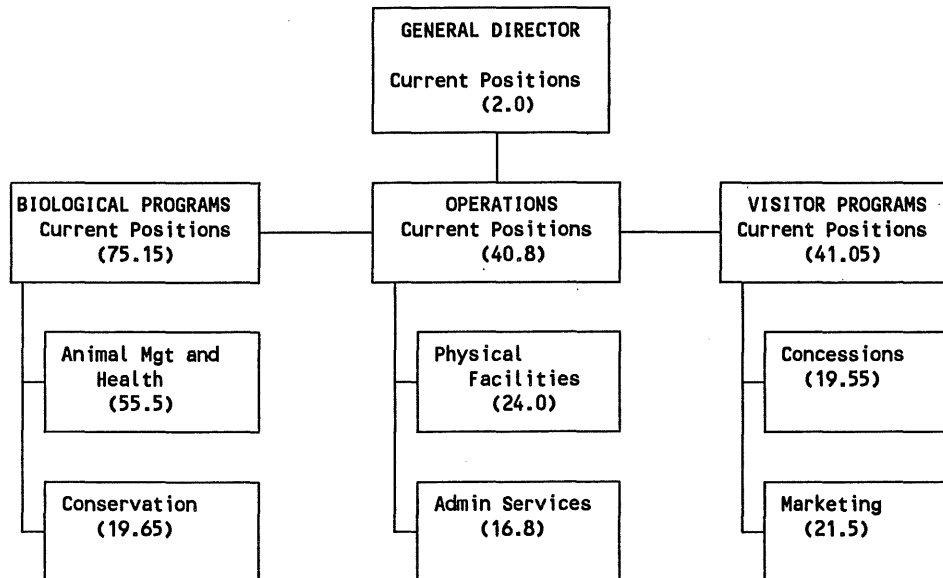 GENERAL DIRECTOR
Current Positions
(2.0)
BIOLOGICAL PROGRAMS
Current Positions
(75.15)
OPERATIONS
Current Positions
(40.8)
VISITOR PROGRAMS
Current Positions
(41.05)
Animal Mgt and
Health
(55.5)
Physical
Facilities
(24.0)
Concessions
(19.55)
Conservation
(19.65)
Admin Services
(16.8)
Marketing
(21.5)